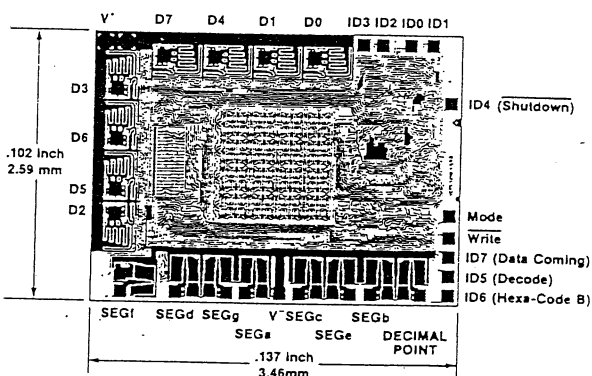 V⁺ D7 D4 D1 D0 ID3 ID2 ID0 ID1
D3
ID4 (Shutdown)
D6
.102 inch
2.59 mm
D5
D2
Mode
Write
ID7 (Data Coming)
ID5 (Decode)
ID6 (Hexa-Code B)
SEGf SEGd SEGg V⁻ SEGc SEGb
SEGa SEGe DECIMAL
POINT
.137 inch
3.46mm